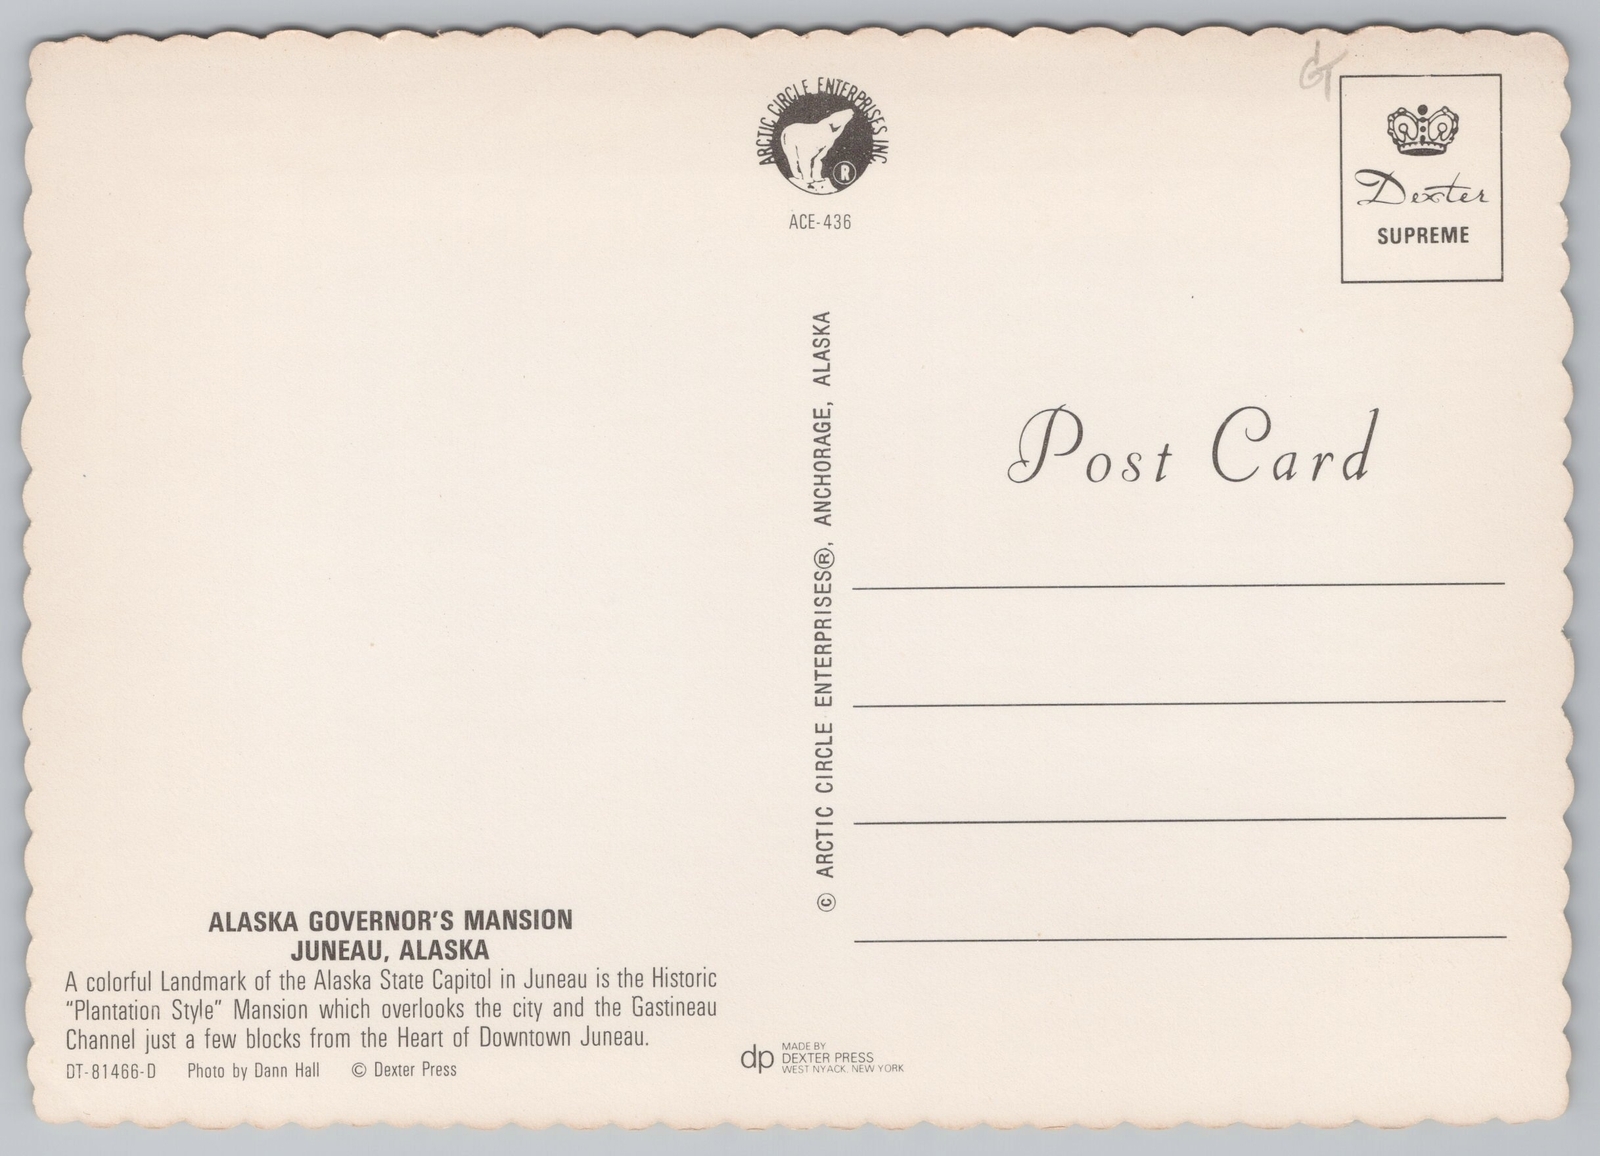 ARCTIC CIRCLE ENTERPRISES INC
R
ACE-436
Dexter
SUPREME
Post Card
© ARCTIC CIRCLE ENTERPRISES®, ANCHORAGE, ALASKA
ALASKA GOVERNOR'S MANSION
JUNEAU, ALASKA
A colorful Landmark of the Alaska State Capitol in Juneau is the Historic
"Plantation Style" Mansion which overlooks the city and the Gastineau
Channel just a few blocks from the Heart of Downtown Juneau.
DT-81466-D Photo by Dann Hall © Dexter Press
dp
MADE BY
DEXTER PRESS
WEST NYACK, NEW YORK